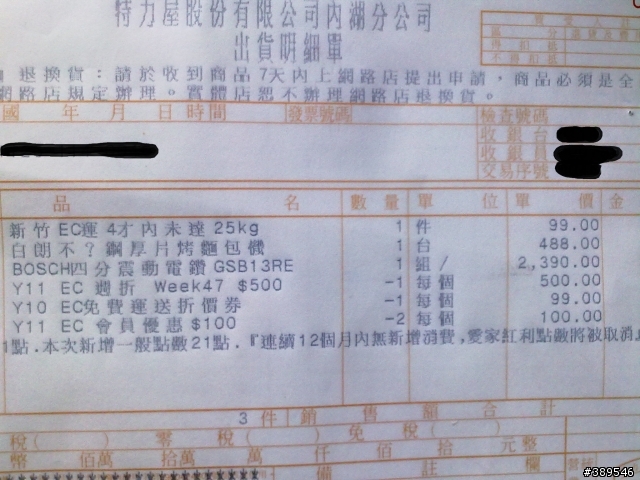 特力屋股份有限公司內湖分公司
出貨明細單
退換貨:請於收到商品7天內上網路店提出申請,商品必須是全
網路店規定辦理。實體店恕不辦理網路店退換貨。
國 年 月 日 時間 發票號碼 檢查號碼
收銀台
收銀員
交易序號
品 名 數 量 單 位 單 價 金
新竹EC運 4才內未達 25kg 1 件 99.00
白朗不?鋼厚片烤麵包機 1 台 488.00
BOSCH四分震動電鑽 GSB13RE 1 組/ 2,390.00
Y11 EC 週折 Week47 $500 -1 每個 500.00
Y10 EC免費運送折價券 -1 每個 99.00
Y11 EC 會員優惠 $100 -2 每個 100.00
1點.本次新增一般點數21點.『連續12個月內無新增消費,愛家紅利點數將被取消
3 件 銷 售 額 合 計
稅( ) 零 稅( ) 免 稅( )
幣 佰萬 拾萬 萬 仟 佰 拾 元整
備 註 欄
#389546